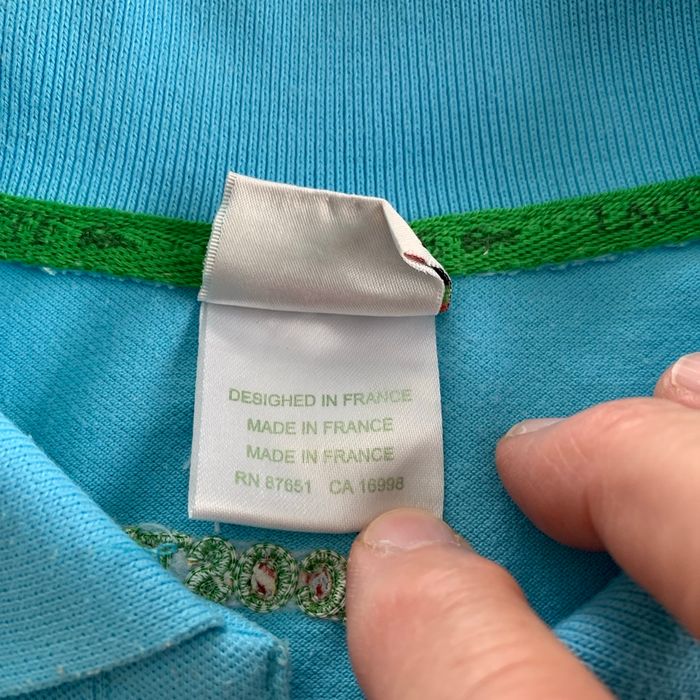 DESIGHED IN FRANCE
MADE IN FRANCE
MADE IN FRANCE
RN 87651 CA 16998